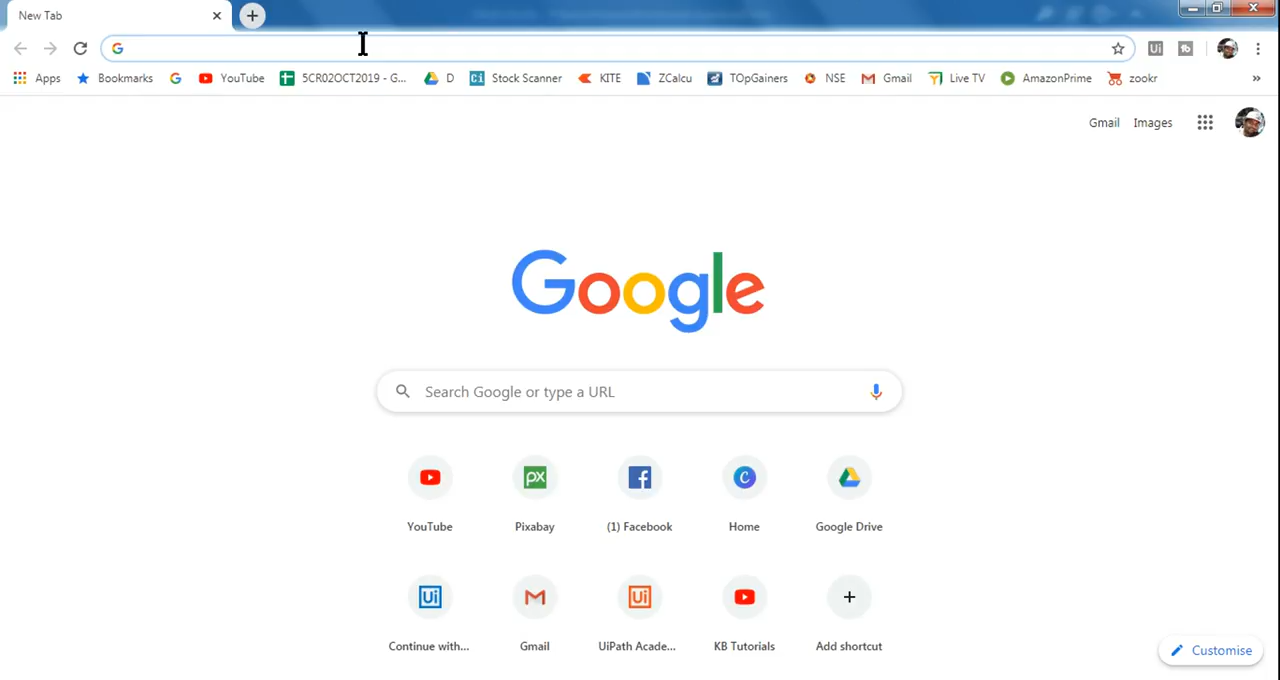 New Tab
Apps Bookmarks YouTube 5CR02OCT2019 - G... D Stock Scanner KITE ZCalcu TOpGainers NSE Gmail Live TV AmazonPrime zookr »
Gmail Images
Google
Search Google or type a URL
YouTube Pixabay (1) Facebook Home Google Drive
Continue with... Gmail UiPath Acade... KB Tutorials Add shortcut
Customise